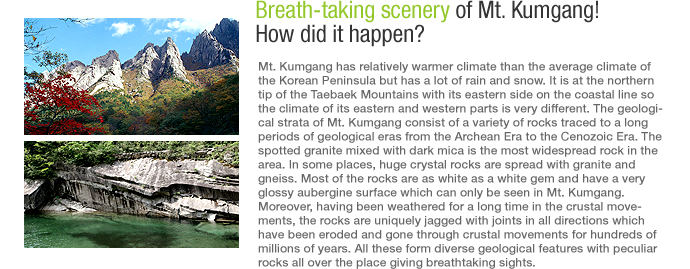 Breath-taking scenery of Mt. Kumgang!
How did it happen?
Mt. Kumgang has relatively warmer climate than the average climate of
the Korean Peninsula but has a lot of rain and snow. It is at the northern
tip of the Taebaek Mountains with its eastern side on the coastal line so
the climate of its eastern and western parts is very different. The geologi-
cal strata of Mt. Kumgang consist of a variety of rocks traced to a long
periods of geological eras from the Archean Era to the Cenozoic Era. The
spotted granite mixed with dark mica is the most widespread rock in the
area. In some places, huge crystal rocks are spread with granite and
gneiss. Most of the rocks are as white as a white gem and have a very
glossy aubergine surface which can only be seen in Mt. Kumgang.
Moreover, having been weathered for a long time in the crustal move-
ments, the rocks are uniquely jagged with joints in all directions which
have been eroded and gone through crustal movements for hundreds of
millions of years. All these form diverse geological features with peculiar
rocks all over the place giving breathtaking sights.